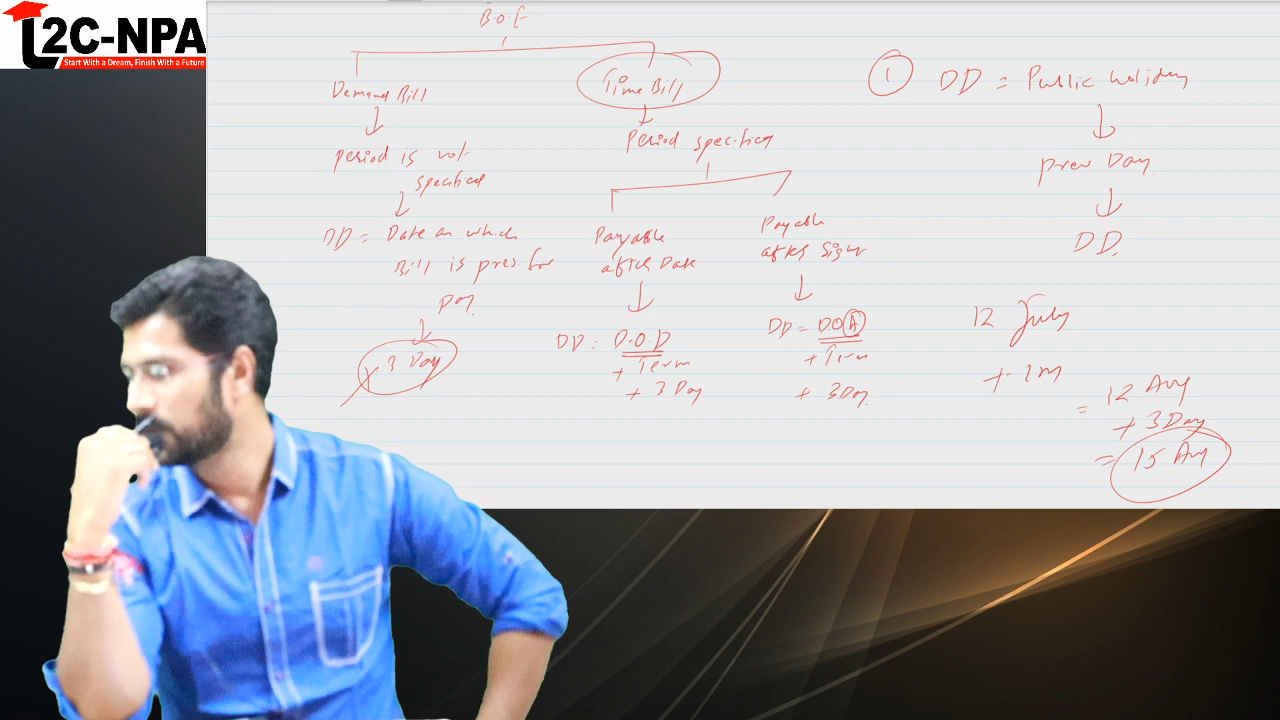 L2C-NPA
Start With a Dream, Finish With a Future
B.O.E
Demand Bill
Period is not
specified
DD = Date on which
Bill is pres. for
Pay.
3 Day
Time Bill
Period specified
Payable
after Date
DD = D.O.D
+ Term
+ 3 Day
Payable
after Sight
DD = DOA
+ Term
+ 3 Day.
1 DD = Public holiday
prev. Day.
DD.
12 July
+ 1m
= 12 Aug
+ 3 Day
= 15 Aug